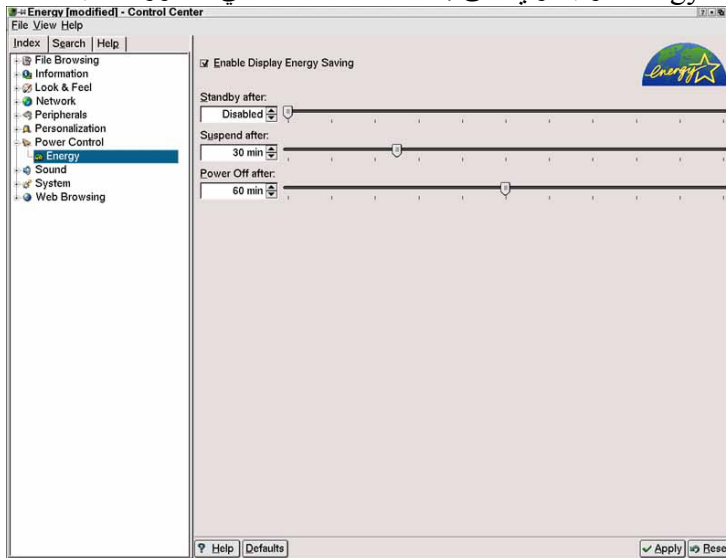 Energy [modified] - Control Center
File View Help
Index Search Help
File Browsing
Information
Look & Feel
Network
Peripherals
Personalization
Power Control
Energy
Sound
System
Web Browsing
Enable Display Energy Saving
energy
Standby after:
Disabled
Suspend after:
30 min
Power Off after:
60 min
? Help Defaults
Apply Rese